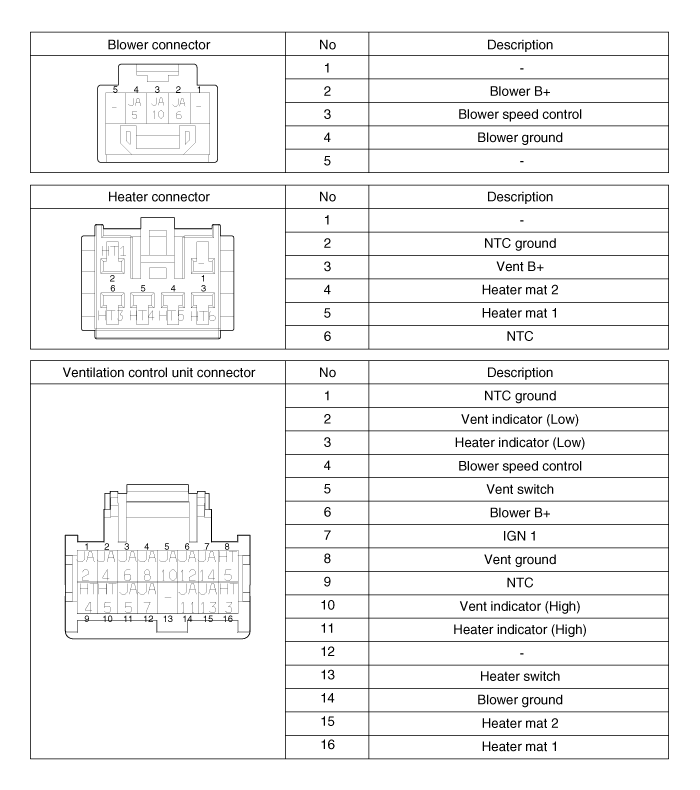 Blower connector No Description
5 4 3 2 1
- JA JA JA -
5 10 6
1 -
2 Blower B+
3 Blower speed control
4 Blower ground
5 -
Heater connector No Description
HT1 -
2 1
6 5 4 3
HT3 HT4 HT5 HT6
1 -
2 NTC ground
3 Vent B+
4 Heater mat 2
5 Heater mat 1
6 NTC
Ventilation control unit connector No Description
1 2 3 4 5 6 7 8
JA JA JA JA JA JA JA HT
2 4 6 8 10 12 14 5
HT HT JA JA - JA JA HT
4 5 5 7 11 13 3
9 10 11 12 13 14 15 16
1 NTC ground
2 Vent indicator (Low)
3 Heater indicator (Low)
4 Blower speed control
5 Vent switch
6 Blower B+
7 IGN 1
8 Vent ground
9 NTC
10 Vent indicator (High)
11 Heater indicator (High)
12 -
13 Heater switch
14 Blower ground
15 Heater mat 2
16 Heater mat 1